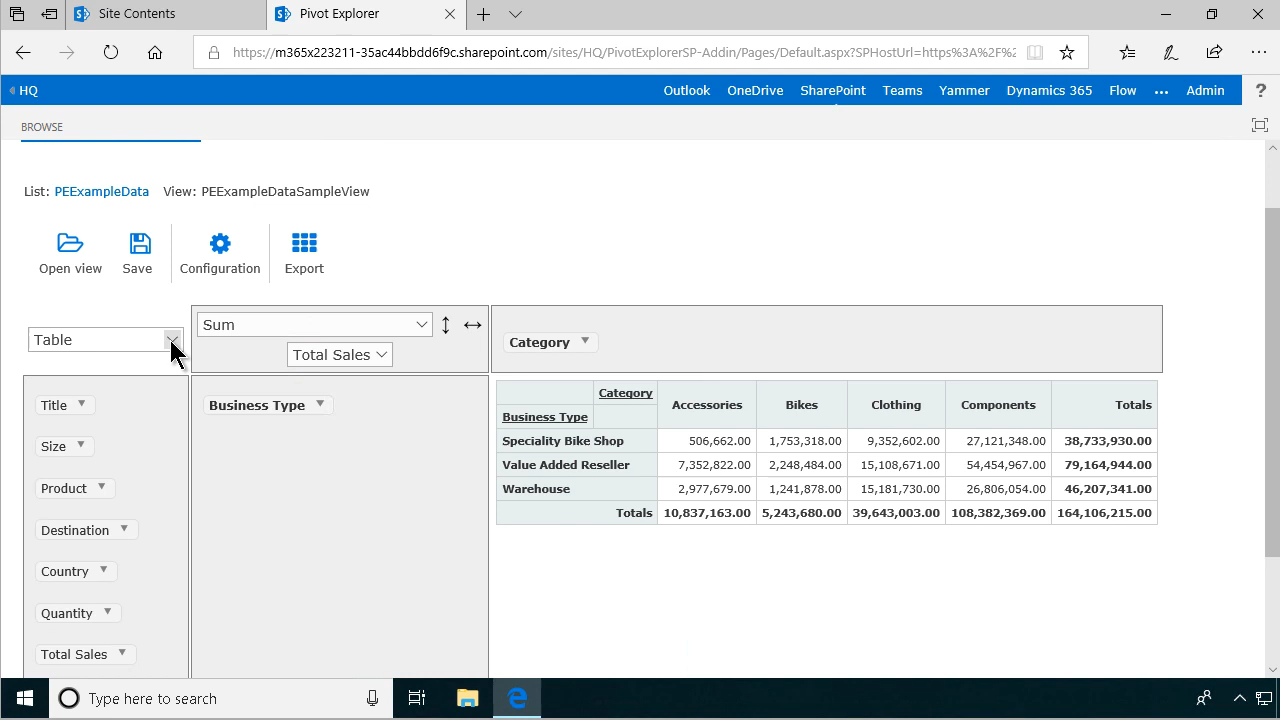 Site Contents
Pivot Explorer
https://m365x223211-35ac44bbdd6f9c.sharepoint.com/sites/HQ/PivotExplorerSP-Addin/Pages/Default.aspx?SPHostUrl=https%3A%2F%2
HQ
Outlook OneDrive SharePoint Teams Yammer Dynamics 365 Flow ... Admin ?
BROWSE
List: PEExampleData View: PEExampleDataSampleView
Open view Save Configuration Export
Table
Sum
Total Sales
Category
Title
Size
Product
Destination
Country
Quantity
Total Sales
Business Type
Category Accessories Bikes Clothing Components Totals
Business Type
Speciality Bike Shop 506,662.00 1,753,318.00 9,352,602.00 27,121,348.00 38,733,930.00
Value Added Reseller 7,352,822.00 2,248,484.00 15,108,671.00 54,454,967.00 79,164,944.00
Warehouse 2,977,679.00 1,241,878.00 15,181,730.00 26,806,054.00 46,207,341.00
Totals 10,837,163.00 5,243,680.00 39,643,003.00 108,382,369.00 164,106,215.00
Type here to search